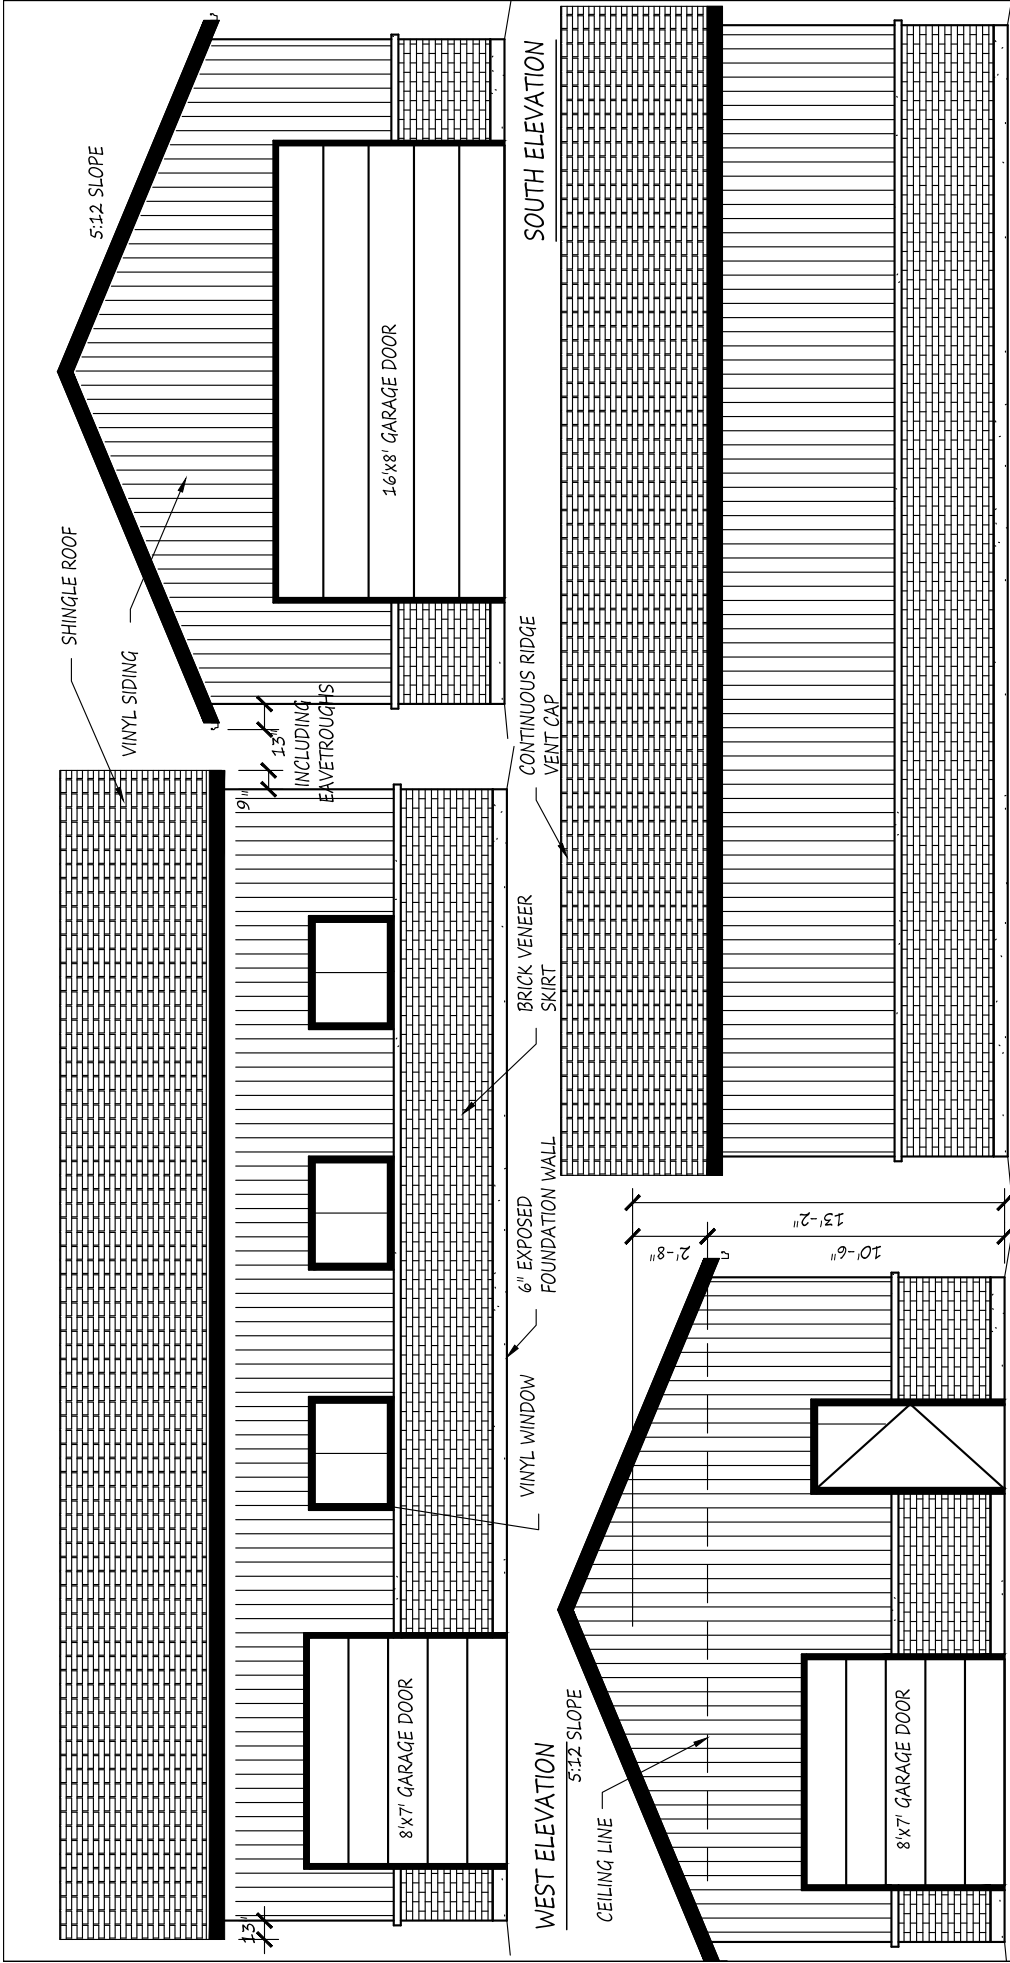 SHINGLE ROOF
VINYL SIDING
5:12 SLOPE
16'x8' GARAGE DOOR
13"
9"
13"
INCLUDING
EAVETROUGHS
8'x7' GARAGE DOOR
WEST ELEVATION
VINYL WINDOW
6" EXPOSED
FOUNDATION WALL
BRICK VENEER
SKIRT
CONTINUOUS RIDGE
VENT CAP
SOUTH ELEVATION
5:12 SLOPE
CEILING LINE
8'x7' GARAGE DOOR
2'-8"
10'-6"
13'-2"